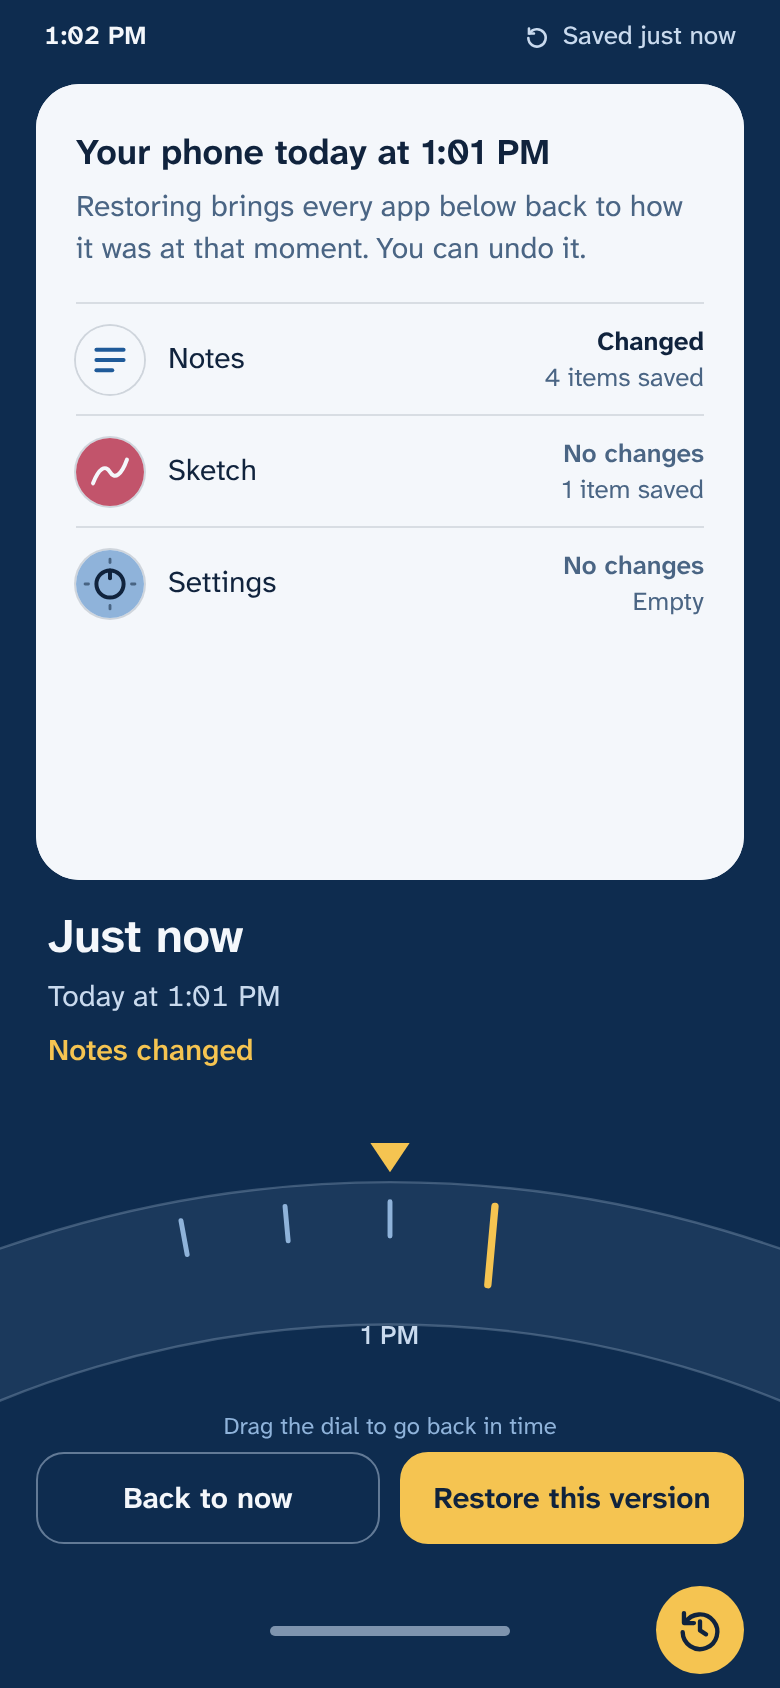 1:02 PM
Saved just now
Your phone today at 1:01 PM
Restoring brings every app below back to how
it was at that moment. You can undo it.
Notes
Changed
4 items saved
Sketch
No changes
1 item saved
Settings
No changes
Empty
Just now
Today at 1:01 PM
Notes changed
1 PM
Drag the dial to go back in time
Back to now
Restore this version